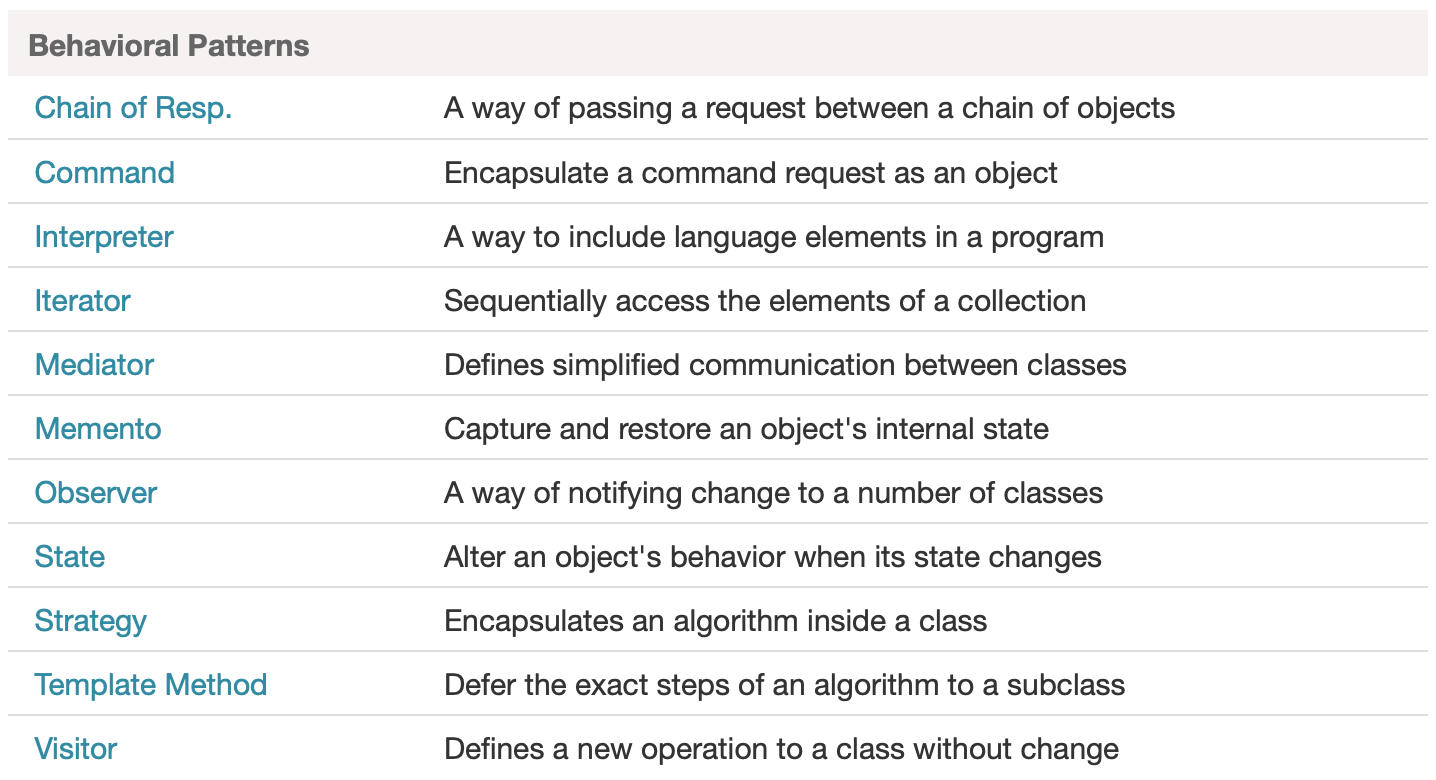 Behavioral Patterns
Chain of Resp. A way of passing a request between a chain of objects
Command Encapsulate a command request as an object
Interpreter A way to include language elements in a program
Iterator Sequentially access the elements of a collection
Mediator Defines simplified communication between classes
Memento Capture and restore an object's internal state
Observer A way of notifying change to a number of classes
State Alter an object's behavior when its state changes
Strategy Encapsulates an algorithm inside a class
Template Method Defer the exact steps of an algorithm to a subclass
Visitor Defines a new operation to a class without change